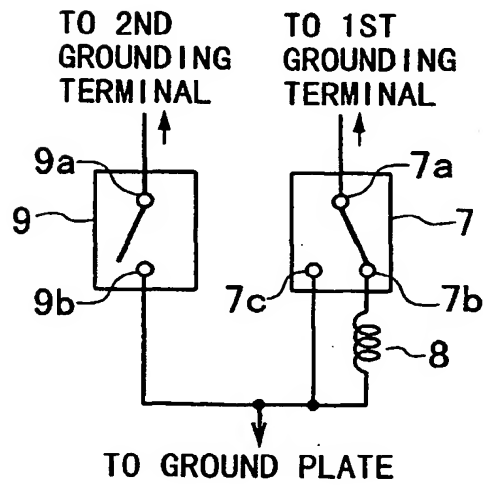 TO 2ND
GROUNDING
TERMINAL
TO 1ST
GROUNDING
TERMINAL
9a
7a
9
7
9b
7c
7b
8
TO GROUND PLATE